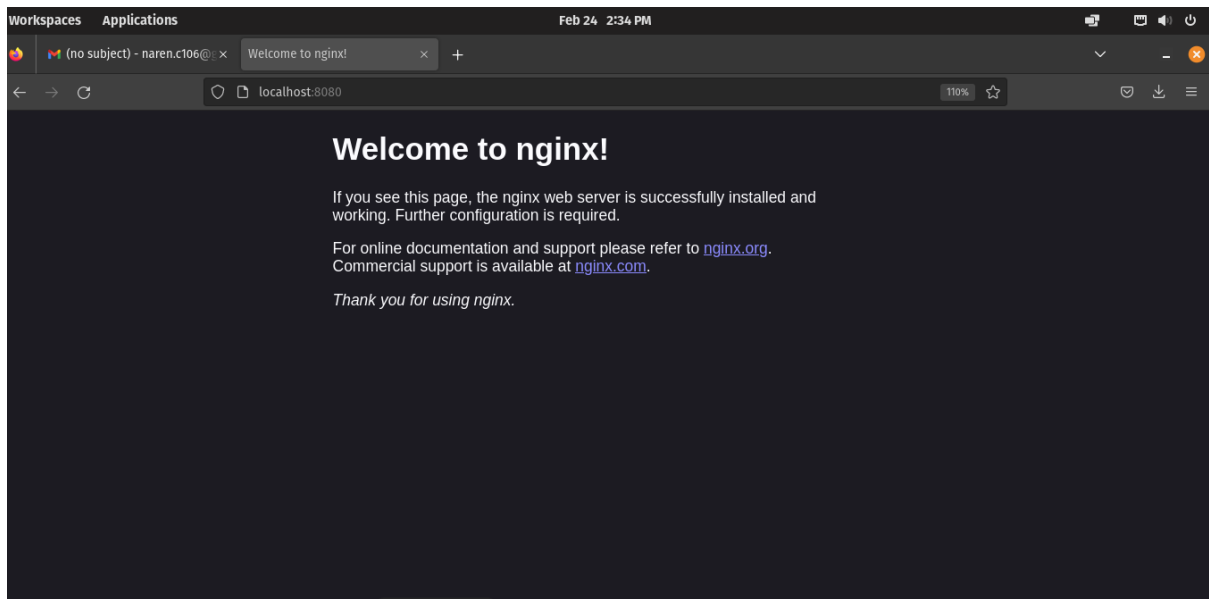 Workspaces Applications Feb 24 2:34 PM
(no subject) - naren.c106@ Welcome to nginx!
localhost:8080 110%
Welcome to nginx!
If you see this page, the nginx web server is successfully installed and
working. Further configuration is required.
For online documentation and support please refer to nginx.org.
Commercial support is available at nginx.com.
Thank you for using nginx.